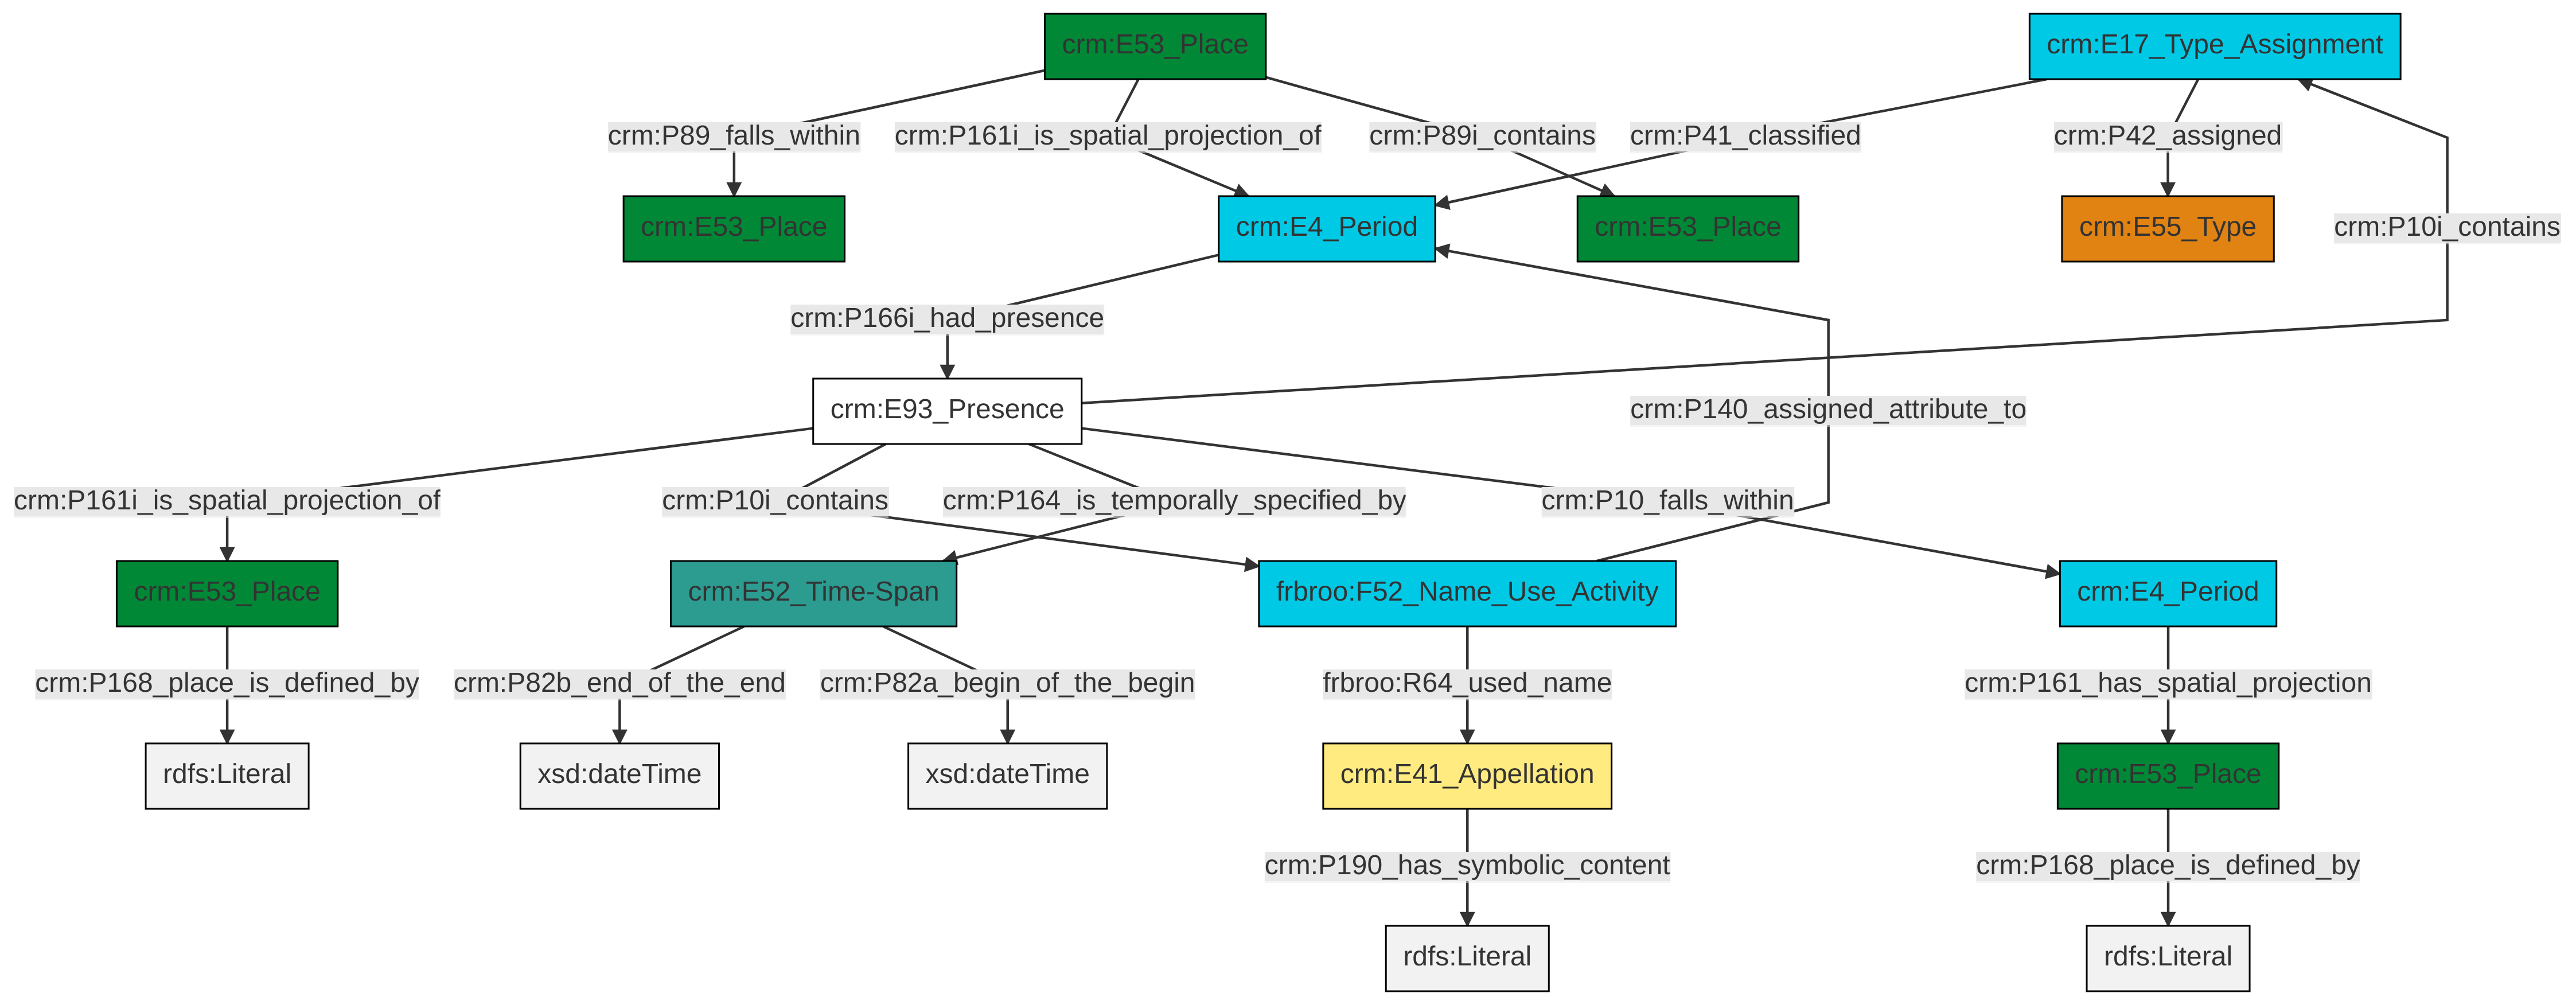 crm:E53_Place
crm:E17_Type_Assignment
crm:P89_falls_within
crm:P161i_is_spatial_projection_of
crm:P89i_contains
crm:P41_classified
crm:P42_assigned
crm:E53_Place
crm:E4_Period
crm:E53_Place
crm:E55_Type
crm:P10i_contains
crm:P166i_had_presence
crm:E93_Presence
crm:P140_assigned_attribute_to
crm:P161i_is_spatial_projection_of
crm:P10i_contains
crm:P164_is_temporally_specified_by
crm:P10_falls_within
crm:E53_Place
crm:E52_Time-Span
frbroo:F52_Name_Use_Activity
crm:E4_Period
crm:P168_place_is_defined_by
crm:P82b_end_of_the_end
crm:P82a_begin_of_the_begin
frbroo:R64_used_name
crm:P161_has_spatial_projection
rdfs:Literal
xsd:dateTime
xsd:dateTime
crm:E41_Appellation
crm:E53_Place
crm:P190_has_symbolic_content
crm:P168_place_is_defined_by
rdfs:Literal
rdfs:Literal